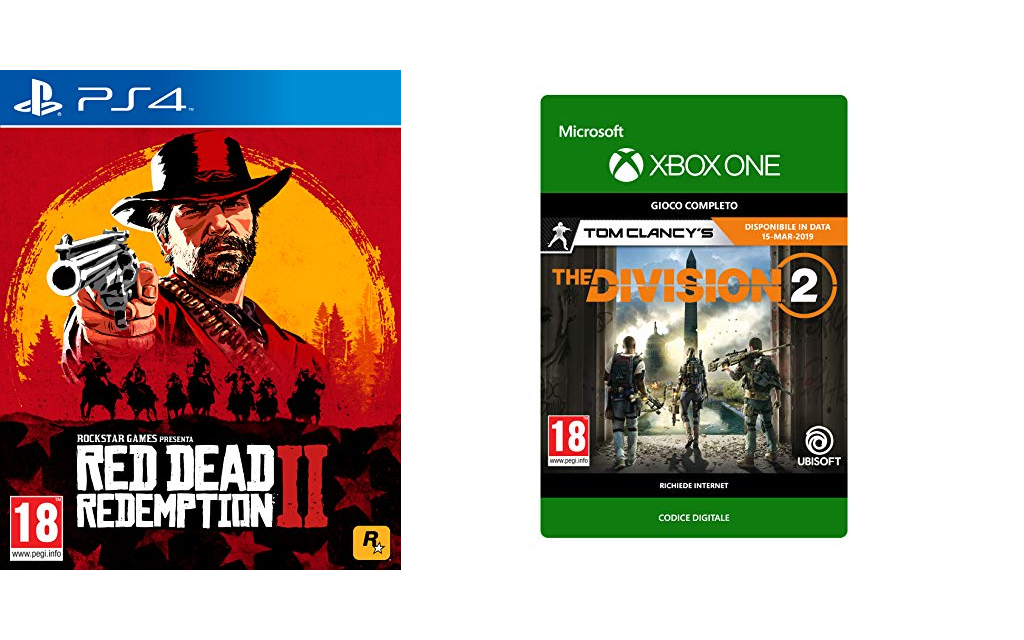 PS4
ROCKSTAR GAMES PRESENTA
RED DEAD
REDEMPTION II
18
www.pegi.info
R
Microsoft
XBOX ONE
GIOCO COMPLETO
TOM CLANCY'S
DISPONIBILE IN DATA
15-MAR-2019
THE DIVISION 2
18
www.pegi.info
UBISOFT
RICHIEDE INTERNET
CODICE DIGITALE